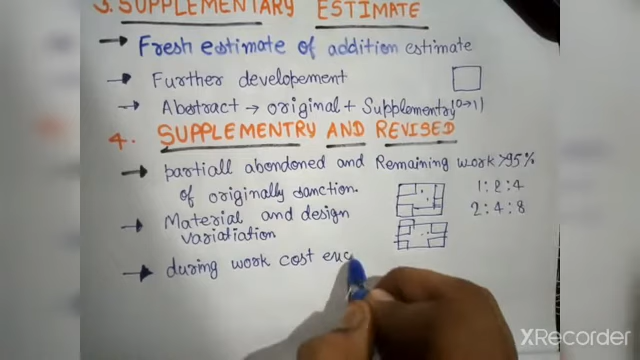 3. SUPPLEMENTARY ESTIMATE
→ Fresh estimate of addition estimate
→ Further developement
→ Abstract → original + Supplementry
4. SUPPLEMENTRY AND REVISED
→ partiall abondoned and Remaining work >95%
of originally sanction.
1:2:4
2:4:8
→ Material and design
variatiation
→ during work cost
XRecorder